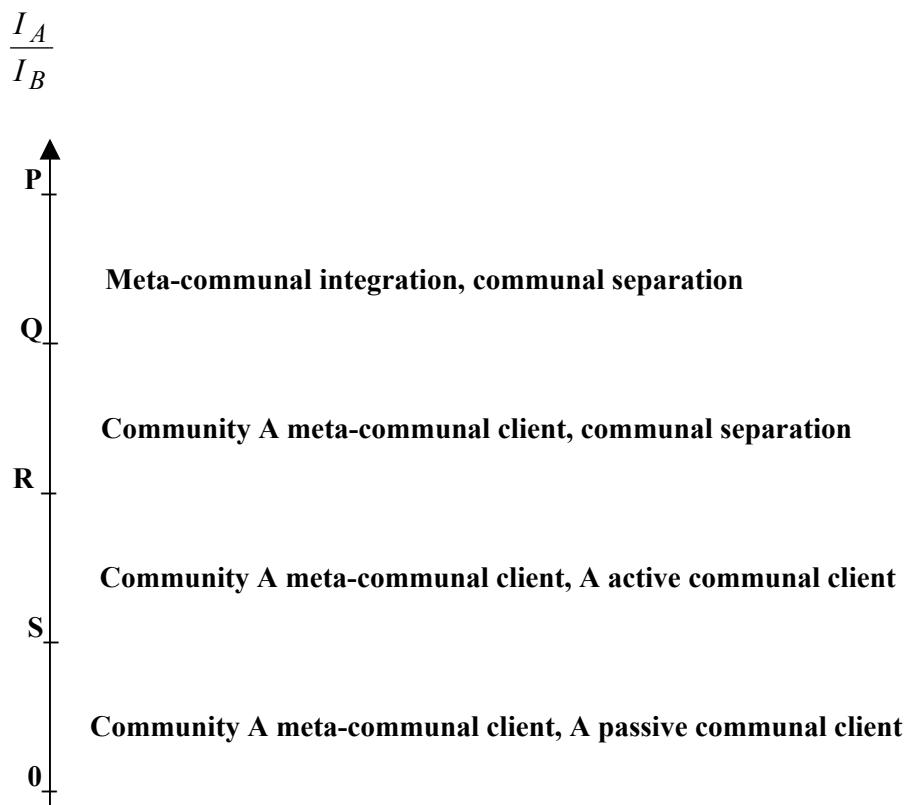 I_A
I_B
P
Meta-communal integration, communal separation
Q
Community A meta-communal client, communal separation
R
Community A meta-communal client, A active communal client
S
Community A meta-communal client, A passive communal client
0